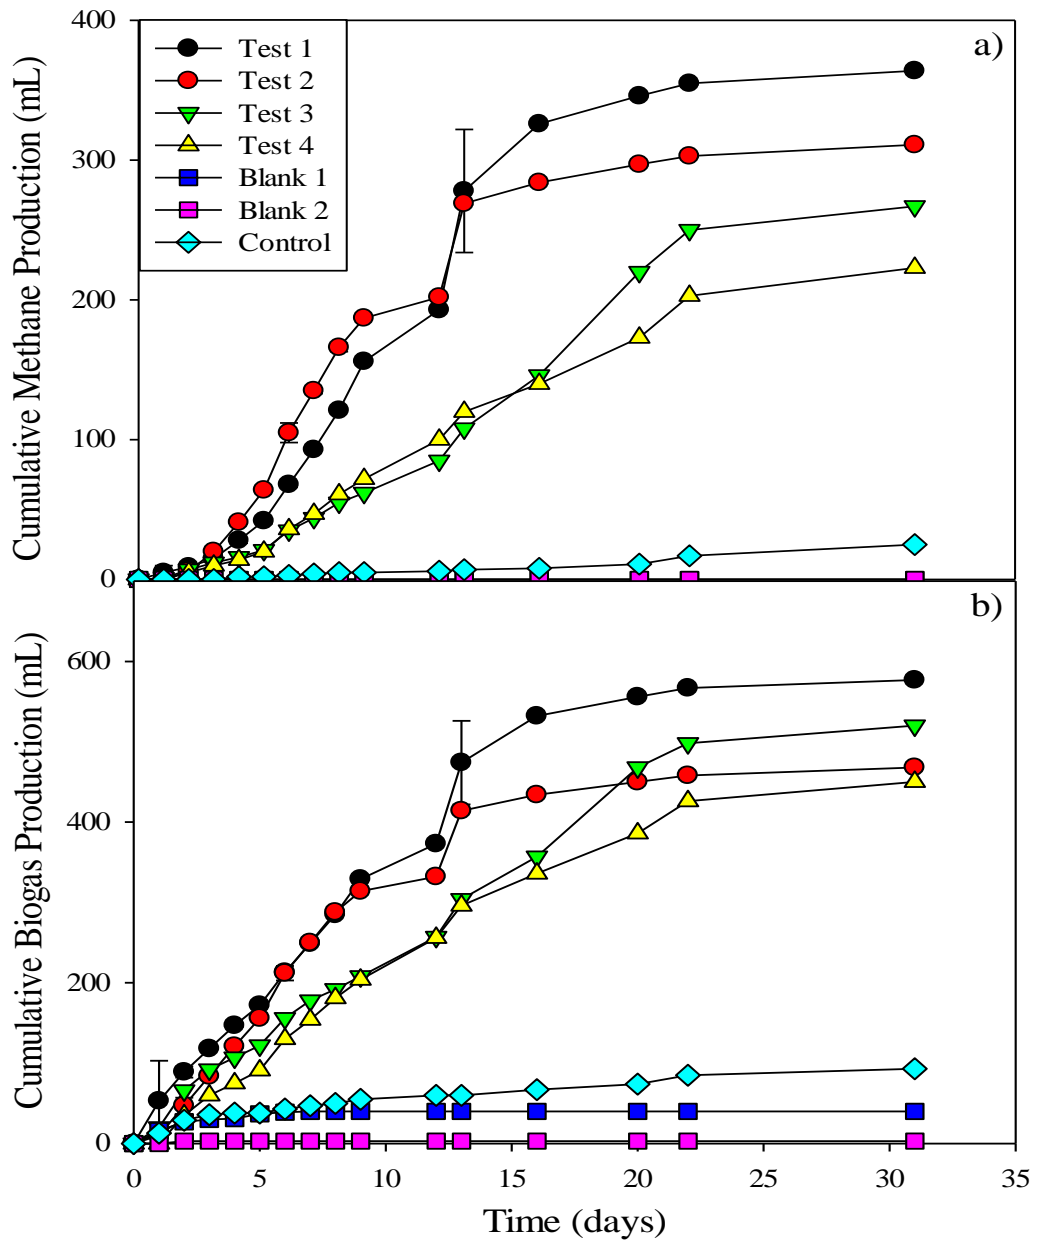 Cumulative Methane Production (mL)
400
300
200
100
0
a)
Test 1
Test 2
Test 3
Test 4
Blank 1
Blank 2
Control
Cumulative Biogas Production (mL)
600
400
200
0
b)
0 5 10 15 20 25 30 35
Time (days)